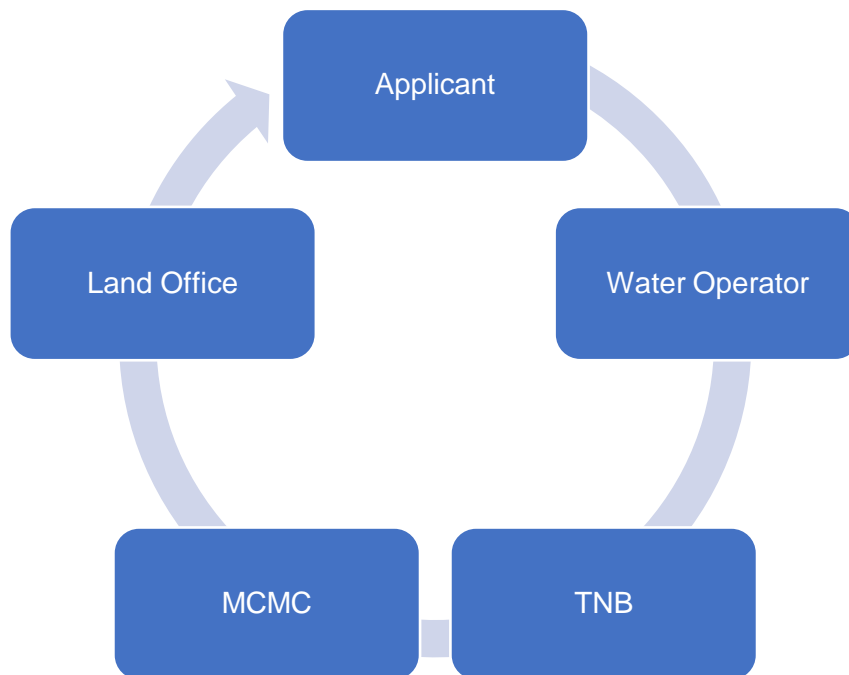 Applicant
Land Office
Water Operator
MCMC
TNB